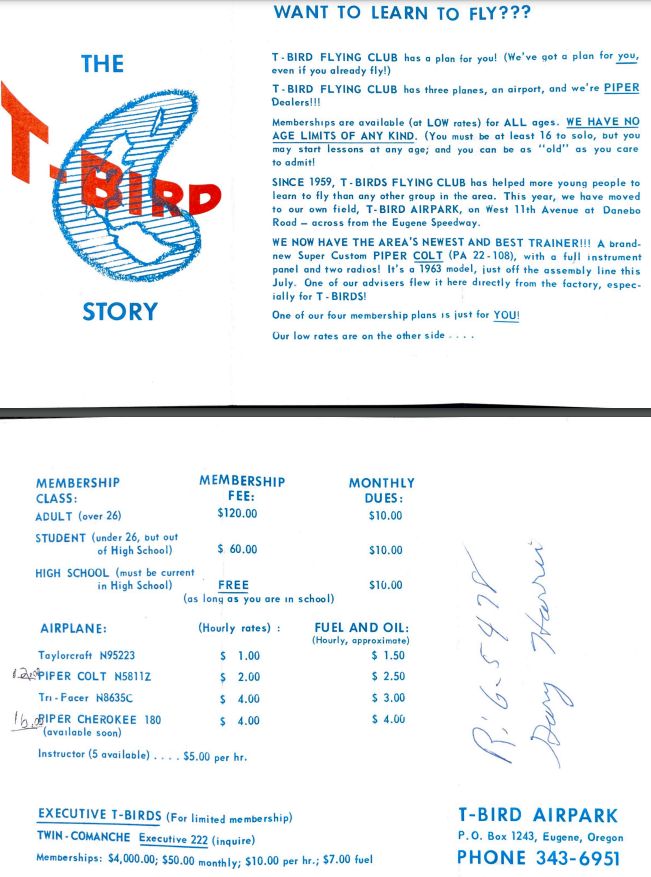 THE
T-BIRD
STORY
WANT TO LEARN TO FLY???
T-BIRD FLYING CLUB has a plan for you! (We've got a plan for you,
even if you already fly!)
T-BIRD FLYING CLUB has three planes, an airport, and we're PIPER
Dealers!!!
Memberships are available (at LOW rates) for ALL ages. WE HAVE NO
AGE LIMITS OF ANY KIND. (You must be at least 16 to solo, but you
may start lessons at any age; and you can be as "old" as you care
to admit!
SINCE 1959, T-BIRDS FLYING CLUB has helped more young people to
learn to fly than any other group in the area. This year, we have moved
to our own field, T-BIRD AIRPARK, on West 11th Avenue at Danebo
Road – across from the Eugene Speedway.
WE NOW HAVE THE AREA'S NEWEST AND BEST TRAINER!!! A brand-
new Super Custom PIPER COLT (PA 22-108), with a full instrument
panel and two radios! It's a 1963 model, just off the assembly line this
July. One of our advisers flew it here directly from the factory, espec-
ially for T-BIRDS!
One of our four membership plans is just for YOU!
Our low rates are on the other side . . . .
MEMBERSHIP CLASS: MEMBERSHIP FEE: MONTHLY DUES:
ADULT (over 26) $120.00 $10.00
STUDENT (under 26, but out
of High School) $ 60.00 $10.00
HIGH SCHOOL (must be current
in High School) FREE $10.00
(as long as you are in school)
AIRPLANE: (Hourly rates) : FUEL AND OIL:
(Hourly, approximate)
Taylorcraft N95223 $ 1.00 $ 1.50
PIPER COLT N5811Z $ 2.00 $ 2.50
Tri-Pacer N8635C $ 4.00 $ 3.00
PIPER CHEROKEE 180 $ 4.00 $ 4.00
(available soon)
Instructor (5 available) . . . . $5.00 per hr.
EXECUTIVE T-BIRDS (For limited membership)
TWIN-COMANCHE Executive 222 (inquire)
Memberships: $4,000.00; $50.00 monthly; $10.00 per hr.; $7.00 fuel
T-BIRD AIRPARK
P.O. Box 1243, Eugene, Oregon
PHONE 343-6951